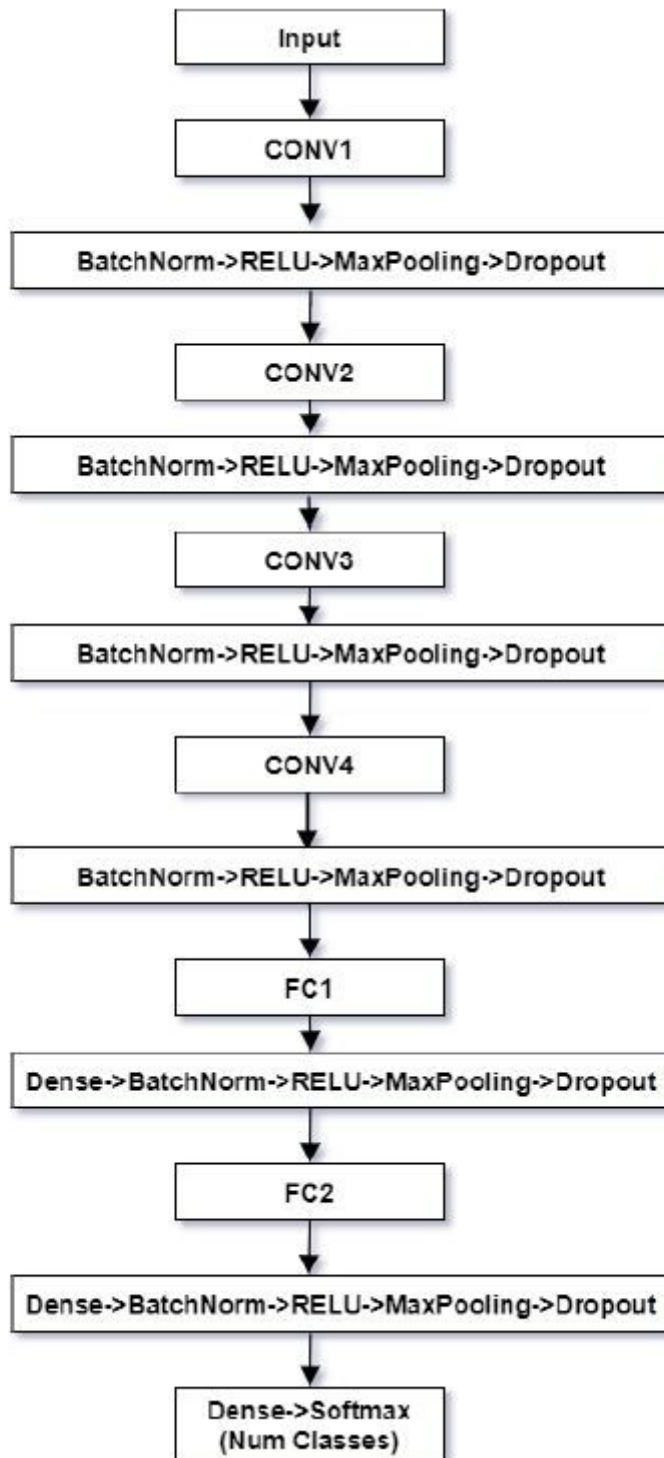 Input
CONV1
BatchNorm->RELU->MaxPooling->Dropout
CONV2
BatchNorm->RELU->MaxPooling->Dropout
CONV3
BatchNorm->RELU->MaxPooling->Dropout
CONV4
BatchNorm->RELU->MaxPooling->Dropout
FC1
Dense->BatchNorm->RELU->MaxPooling->Dropout
FC2
Dense->BatchNorm->RELU->MaxPooling->Dropout
Dense->Softmax
(Num Classes)